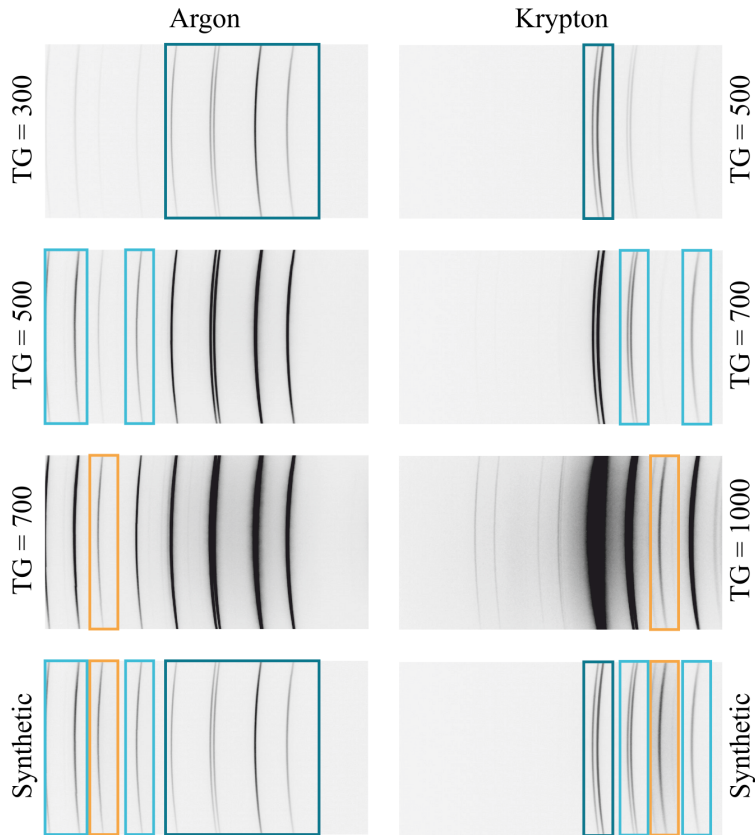 Argon
Krypton
TG = 300
TG = 500
TG = 500
TG = 700
TG = 700
TG = 1000
Synthetic
Synthetic